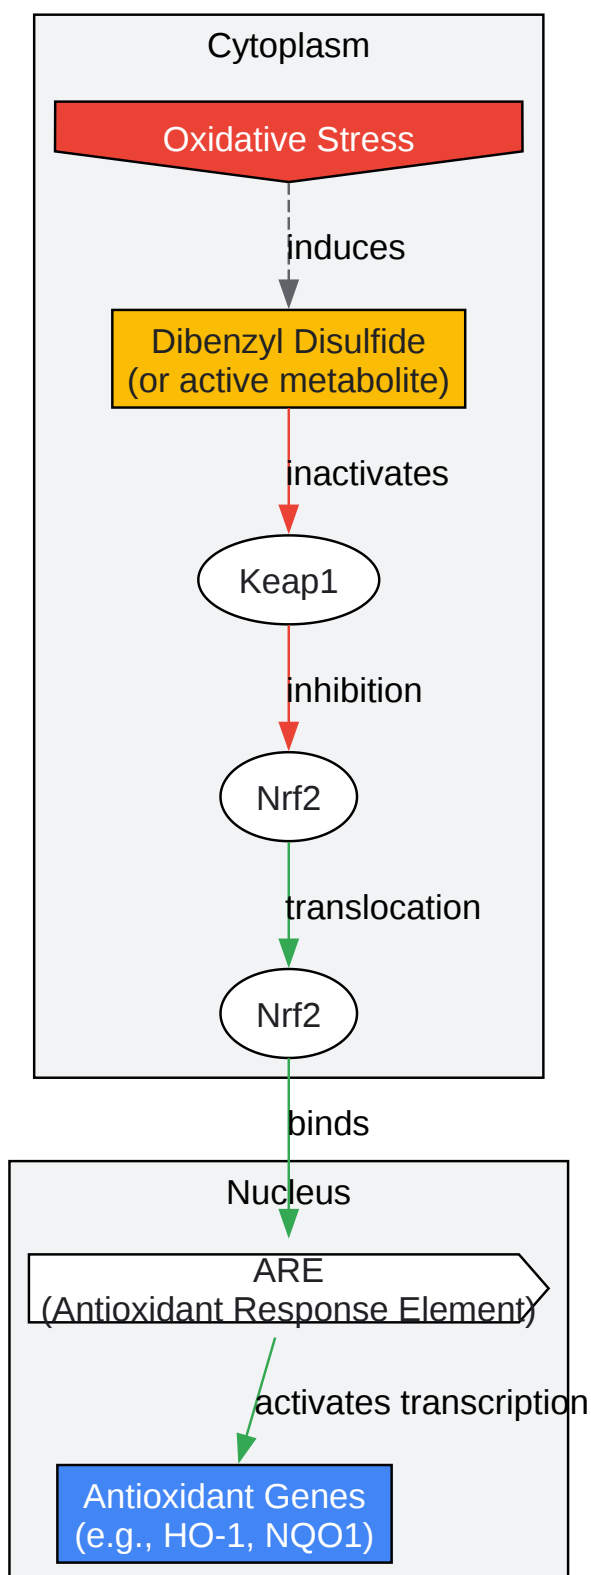 Cytoplasm
Oxidative Stress
induces
Dibenzyl Disulfide
(or active metabolite)
inactivates
Keap1
inhibition
Nrf2
translocation
Nrf2
binds
Nucleus
ARE
(Antioxidant Response Element)
activates transcription
Antioxidant Genes
(e.g., HO-1, NQO1)